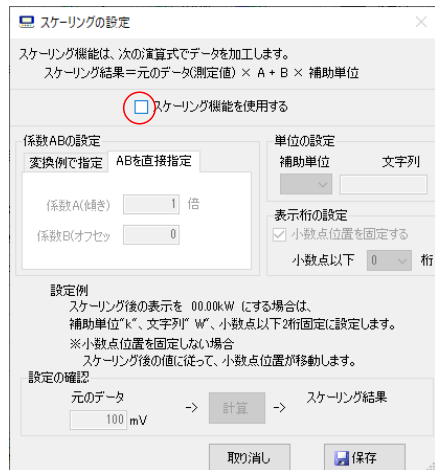 スケーリングの設定
スケーリング機能は、次の演算式でデータを加工します。
スケーリング結果＝元のデータ(測定値) × A + B × 補助単位
スケーリング機能を使用する
係数ABの設定
変換例で指定 ABを直接指定
係数A(傾き) 1 倍
係数B(オフセッ 0
単位の設定
補助単位 文字列
表示桁の設定
小数点位置を固定する
小数点以下 0 桁
設定例
スケーリング後の表示を 00.00kW にする場合は、
補助単位"k"、文字列" W"、小数点以下2桁固定に設定します。
※小数点位置を固定しない場合
スケーリング後の値に従って、小数点位置が移動します。
設定の確認
元のデータ スケーリング結果
100 mV -> 計算 ->
取り消し 保存